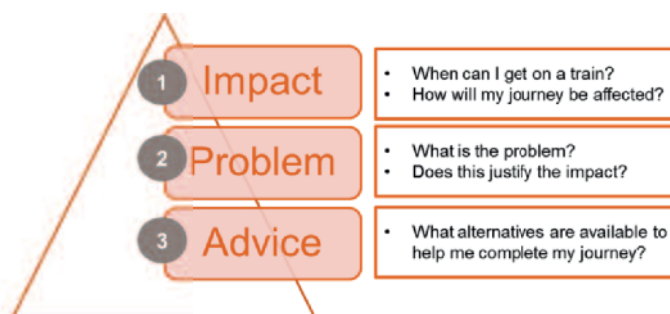 1
Impact
• When can I get on a train?
• How will my journey be affected?
2
Problem
• What is the problem?
• Does this justify the impact?
3
Advice
• What alternatives are available to
help me complete my journey?